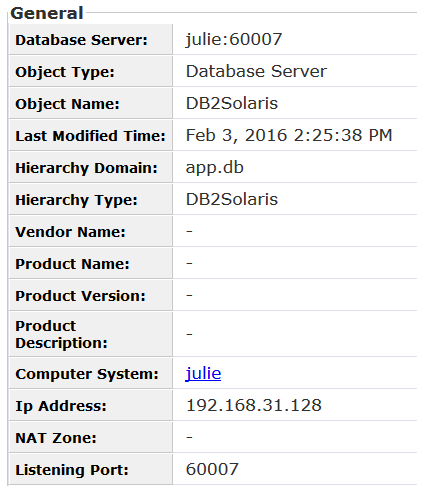 General
Database Server: julie:60007
Object Type: Database Server
Object Name: DB2Solaris
Last Modified Time: Feb 3, 2016 2:25:38 PM
Hierarchy Domain: app.db
Hierarchy Type: DB2Solaris
Vendor Name: -
Product Name: -
Product Version: -
Product
Description: -
Computer System: julie
Ip Address: 192.168.31.128
NAT Zone: -
Listening Port: 60007